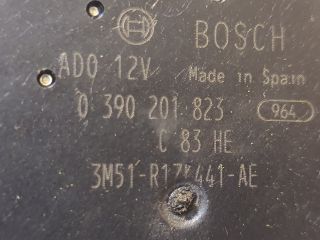 BOSCH
ADO 12V Made in Spain
0 390 201 823 964
C 83 HE
3M51-R17K441-AE